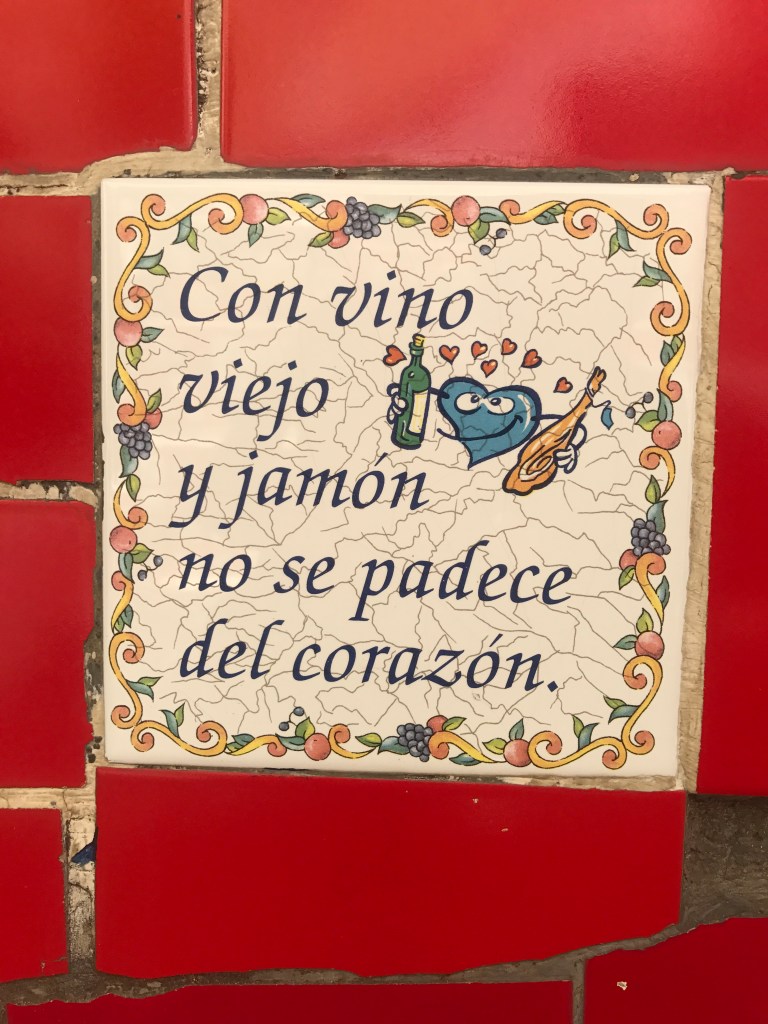 Con vino
viejo
y jamón
no se padece
del corazón.